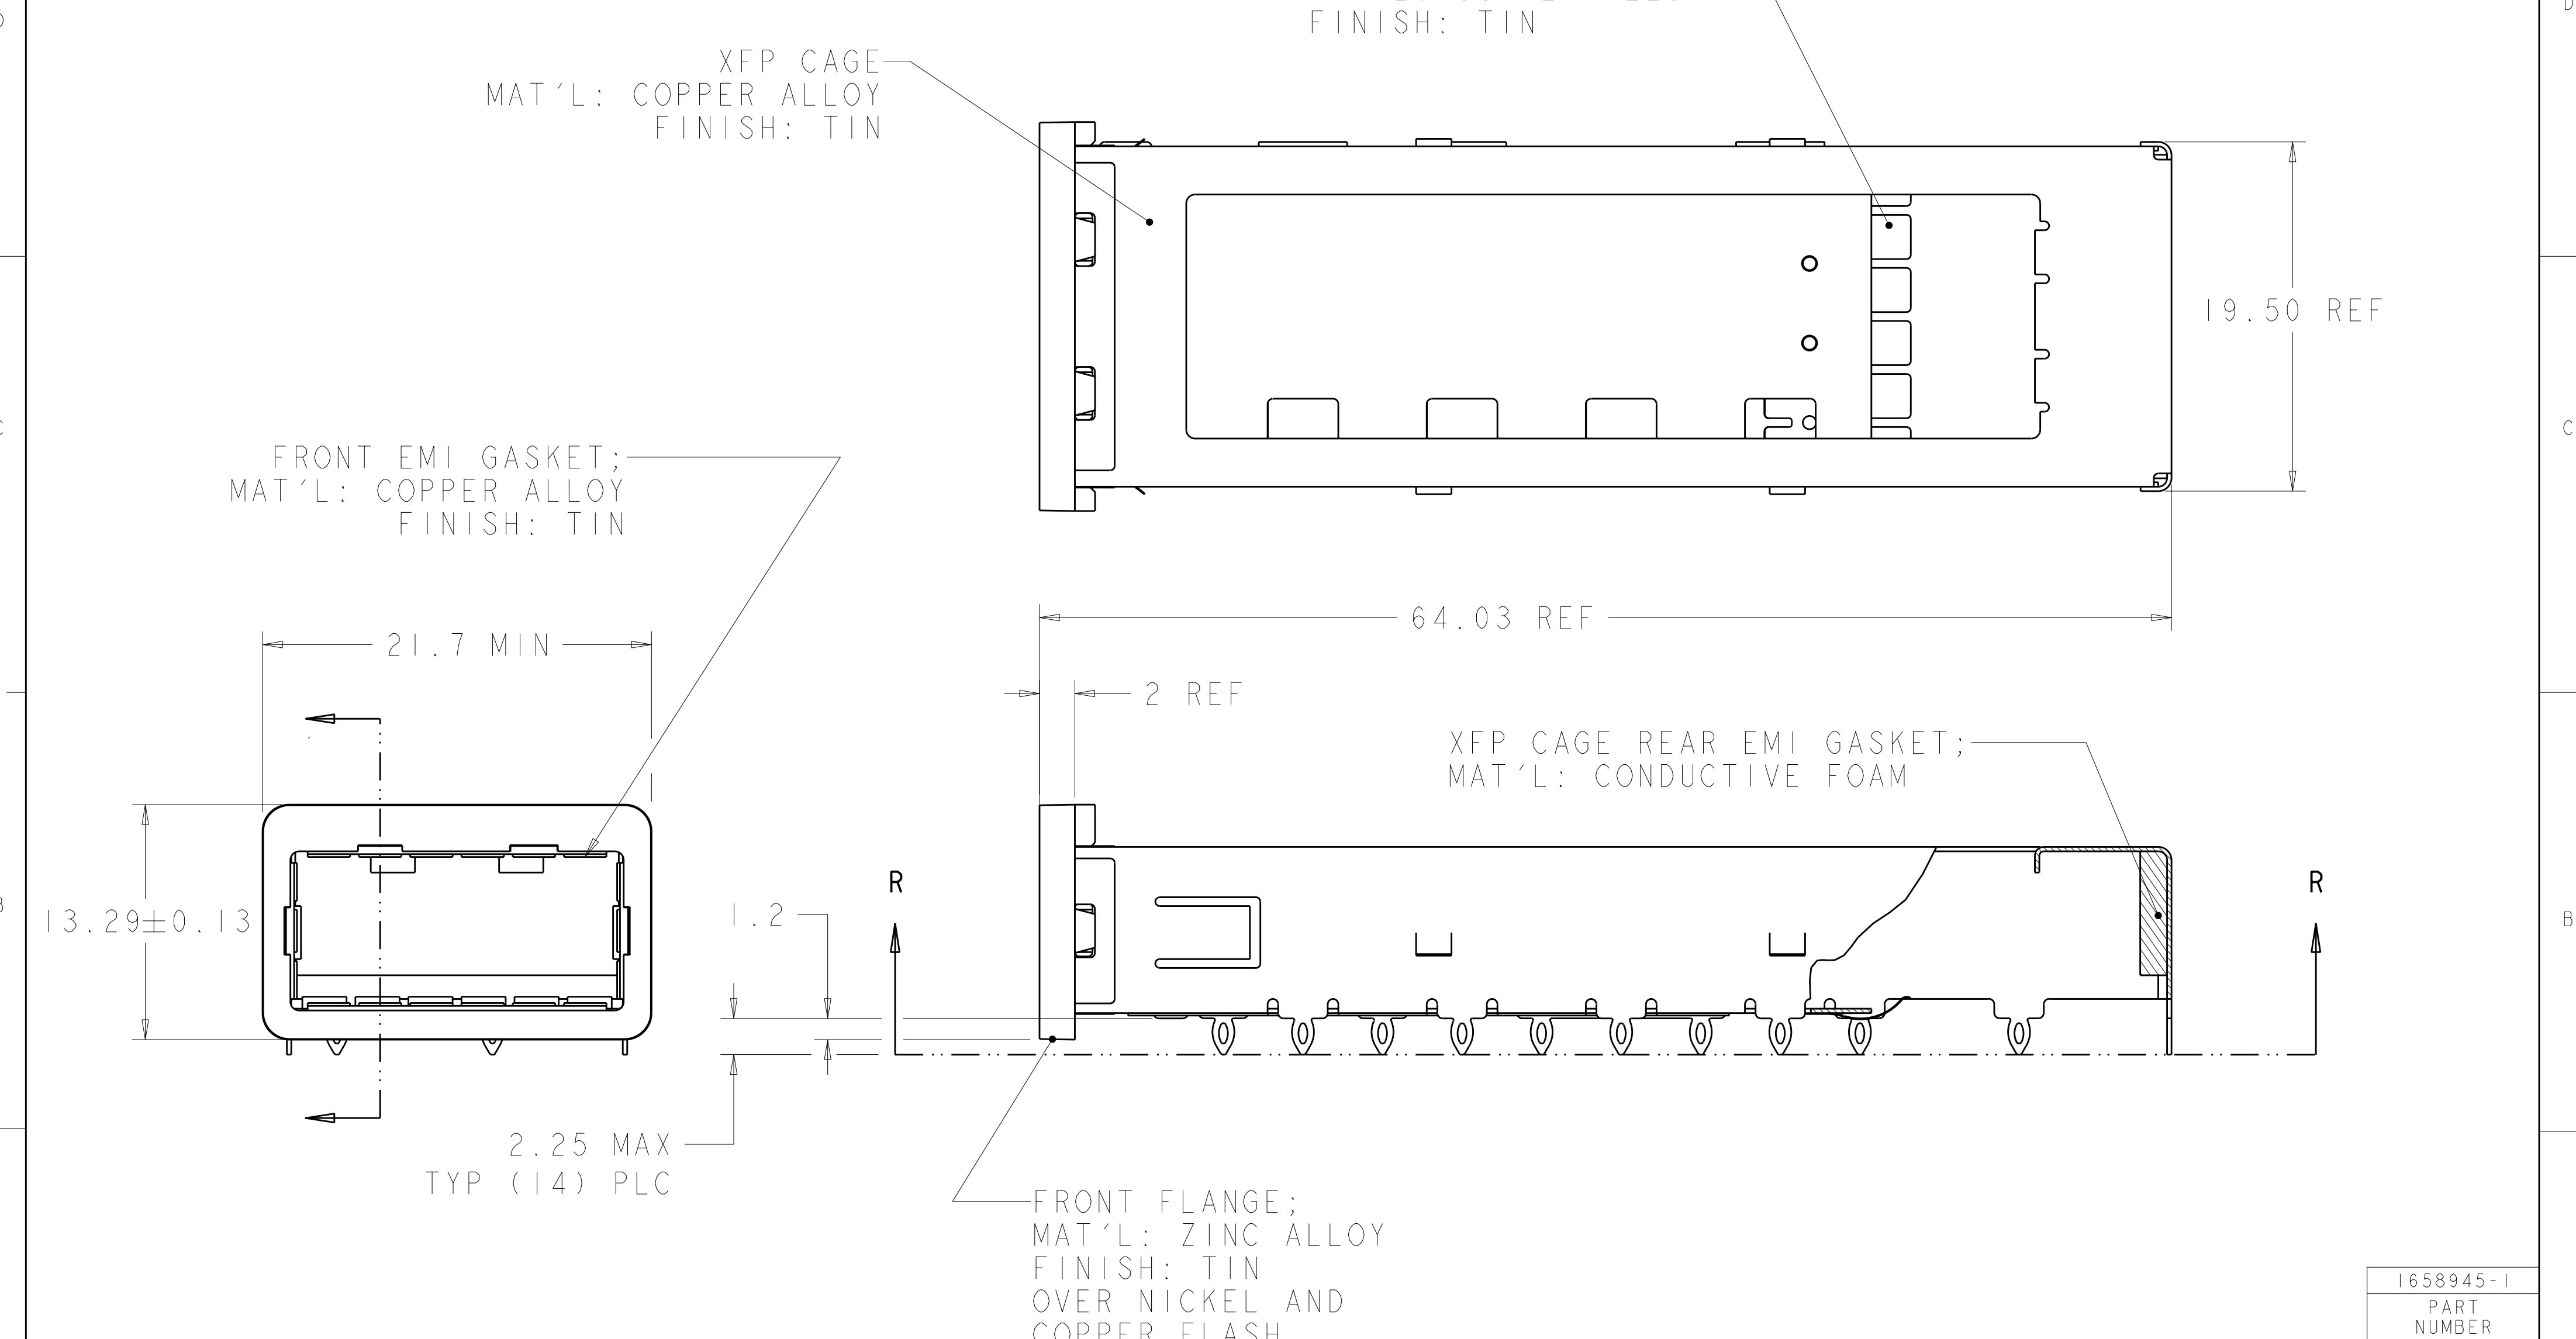 FINISH: TIN
XFP CAGE
MAT'L: COPPER ALLOY
FINISH: TIN
19.50 REF
C
C
FRONT EMI GASKET;
MAT'L: COPPER ALLOY
FINISH: TIN
64.03 REF
21.7 MIN
2 REF
XFP CAGE REAR EMI GASKET;
MAT'L: CONDUCTIVE FOAM
R
R
1.2
13.29±0.13
B
B
2.25 MAX
TYP (14) PLC
FRONT FLANGE;
MAT'L: ZINC ALLOY
FINISH: TIN
OVER NICKEL AND
COPPER FLASH
1658945-1
PART
NUMBER